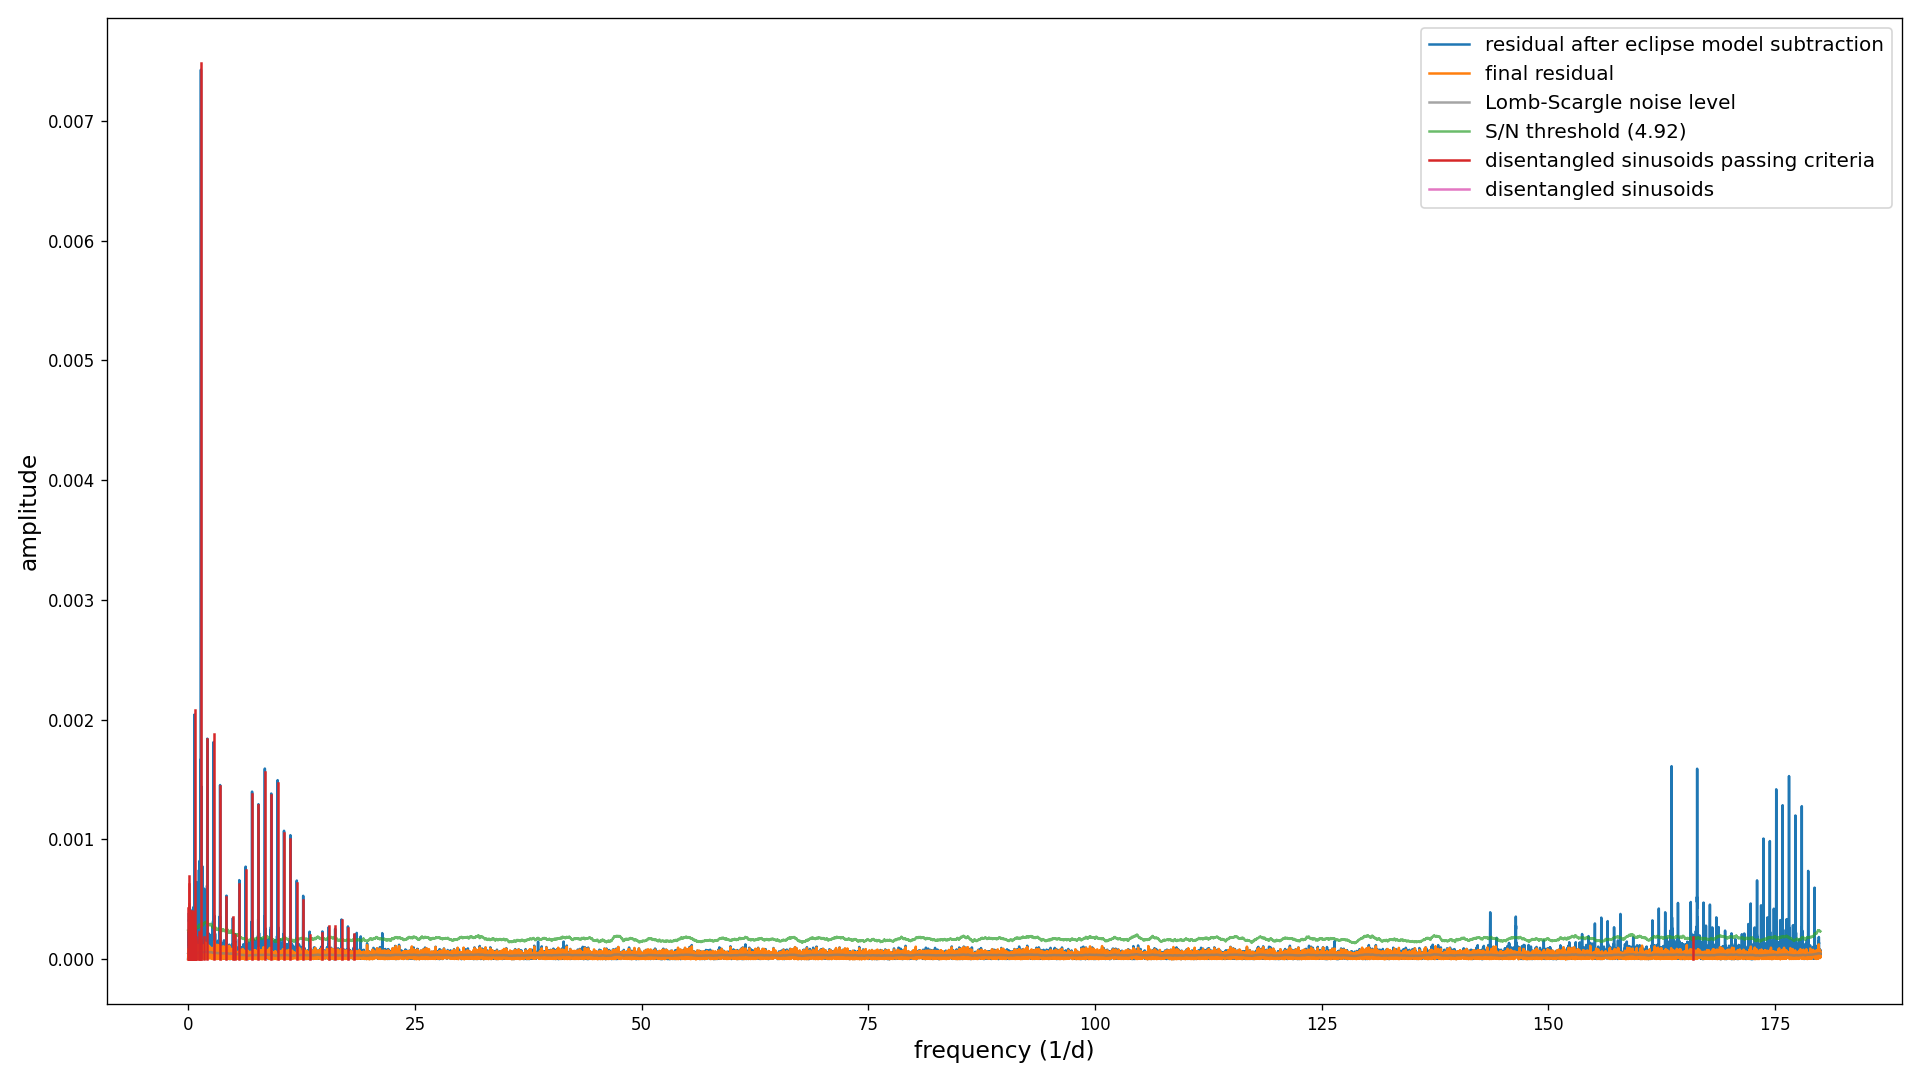 residual after eclipse model subtraction
final residual
Lomb-Scargle noise level
S/N threshold (4.92)
disentangled sinusoids passing criteria
disentangled sinusoids
amplitude
0.007
0.006
0.005
0.004
0.003
0.002
0.001
0.000
0 25 50 75 100 125 150 175
frequency (1/d)